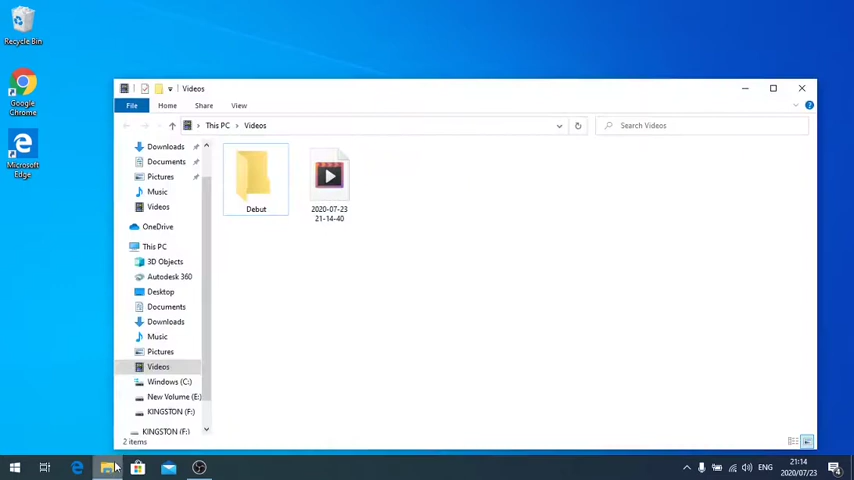 Recycle Bin
Google
Chrome
Microsoft
Edge
Videos
File
Home
Share
View
This PC
Videos
Search Videos
Downloads
Documents
Pictures
Music
Videos
OneDrive
This PC
3D Objects
Autodesk 360
Desktop
Documents
Downloads
Music
Pictures
Videos
Windows (C:)
New Volume (E:)
KINGSTON (F:)
KINGSTON (F:)
Debut
2020-07-23
21-14-40
2 items
ENG
21:14
2020/07/23
4